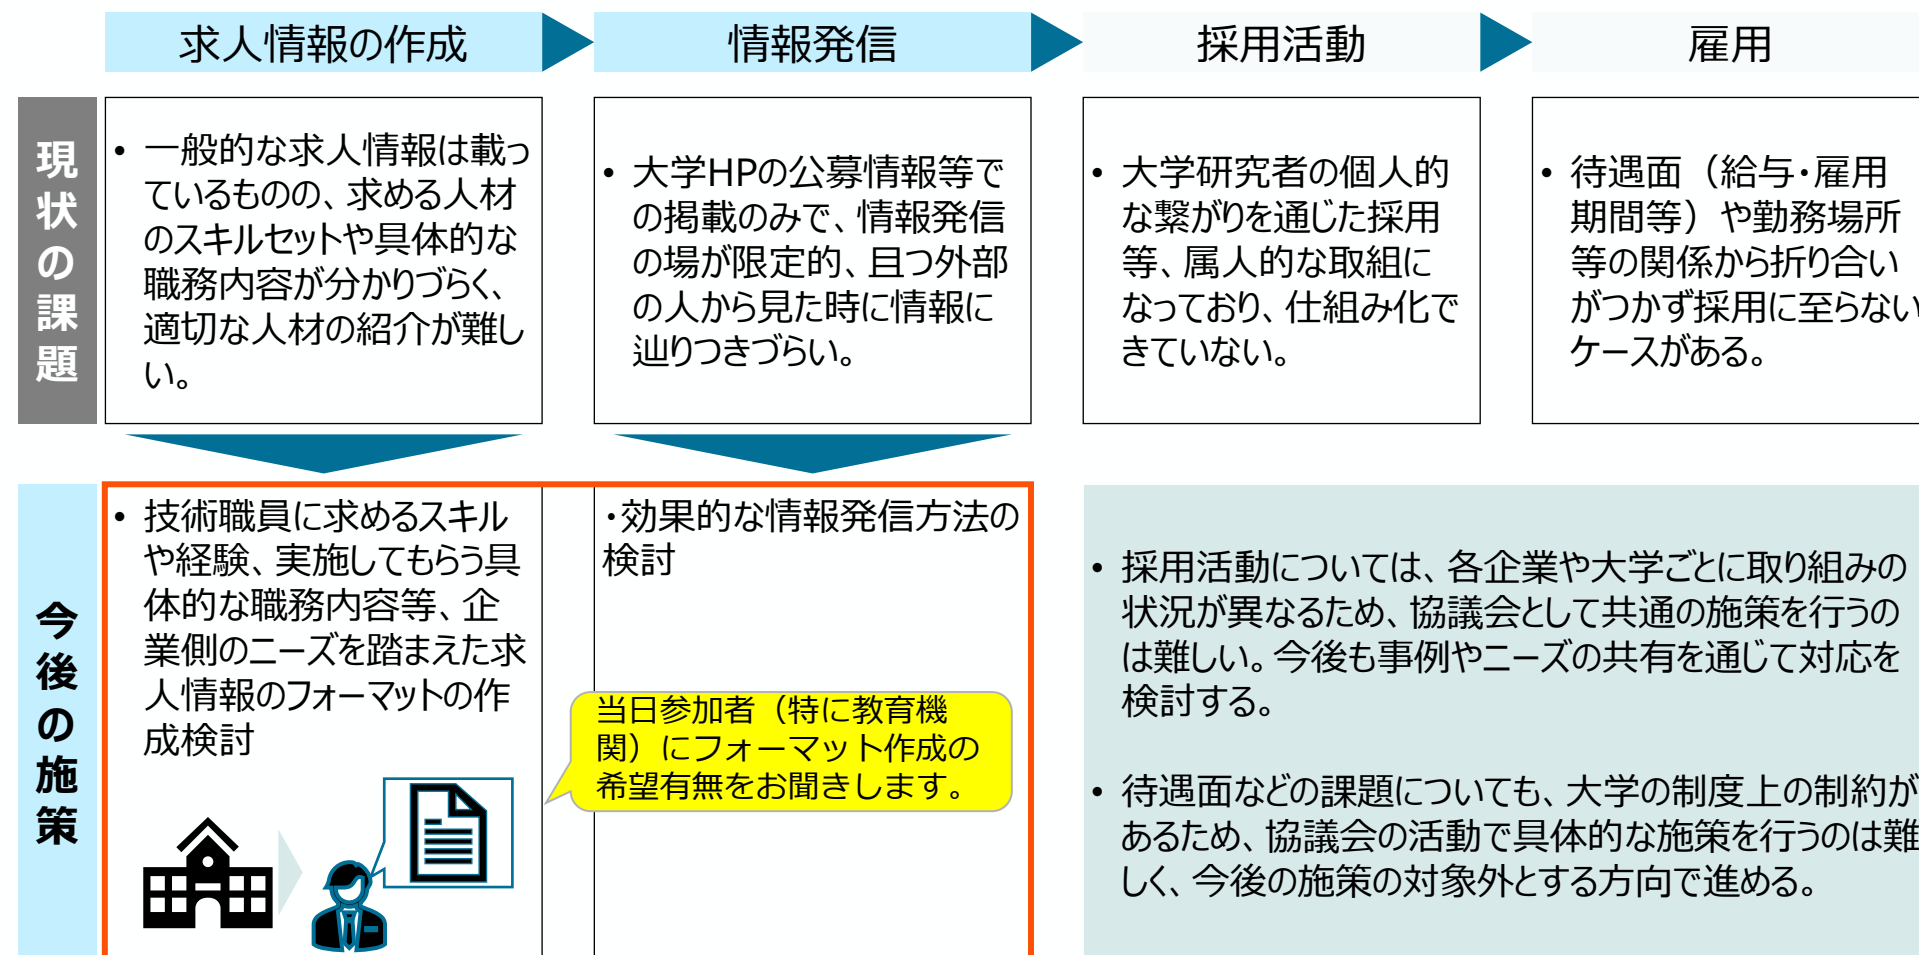 求人情報の作成
情報発信
採用活動
雇用
現状の課題
• 一般的な求人情報は載っ
ているものの、求める人材
のスキルセットや具体的な
職務内容が分かりづらく、
適切な人材の紹介が難し
い。
• 大学HPの公募情報等で
の掲載のみで、情報発信
の場が限定的、且つ外部
の人から見た時に情報に
辿りつきづらい。
• 大学研究者の個人的
な繋がりを通じた採用
等、属人的な取組に
なっており、仕組み化で
きていない。
• 待遇面（給与・雇用
期間等）や勤務場所
等の関係から折り合い
がつかず採用に至らない
ケースがある。
今後の施策
• 技術職員に求めるスキル
や経験、実施してもらう具
体的な職務内容等、企
業側のニーズを踏まえた求
人情報のフォーマットの作
成検討
・効果的な情報発信方法の
検討
当日参加者（特に教育機
関）にフォーマット作成の
希望有無をお聞きします。
• 採用活動については、各企業や大学ごとに取り組みの
状況が異なるため、協議会として共通の施策を行うの
は難しい。今後も事例やニーズの共有を通じて対応を
検討する。
• 待遇面などの課題についても、大学の制度上の制約が
あるため、協議会の活動で具体的な施策を行うのは難
しく、今後の施策の対象外とする方向で進める。